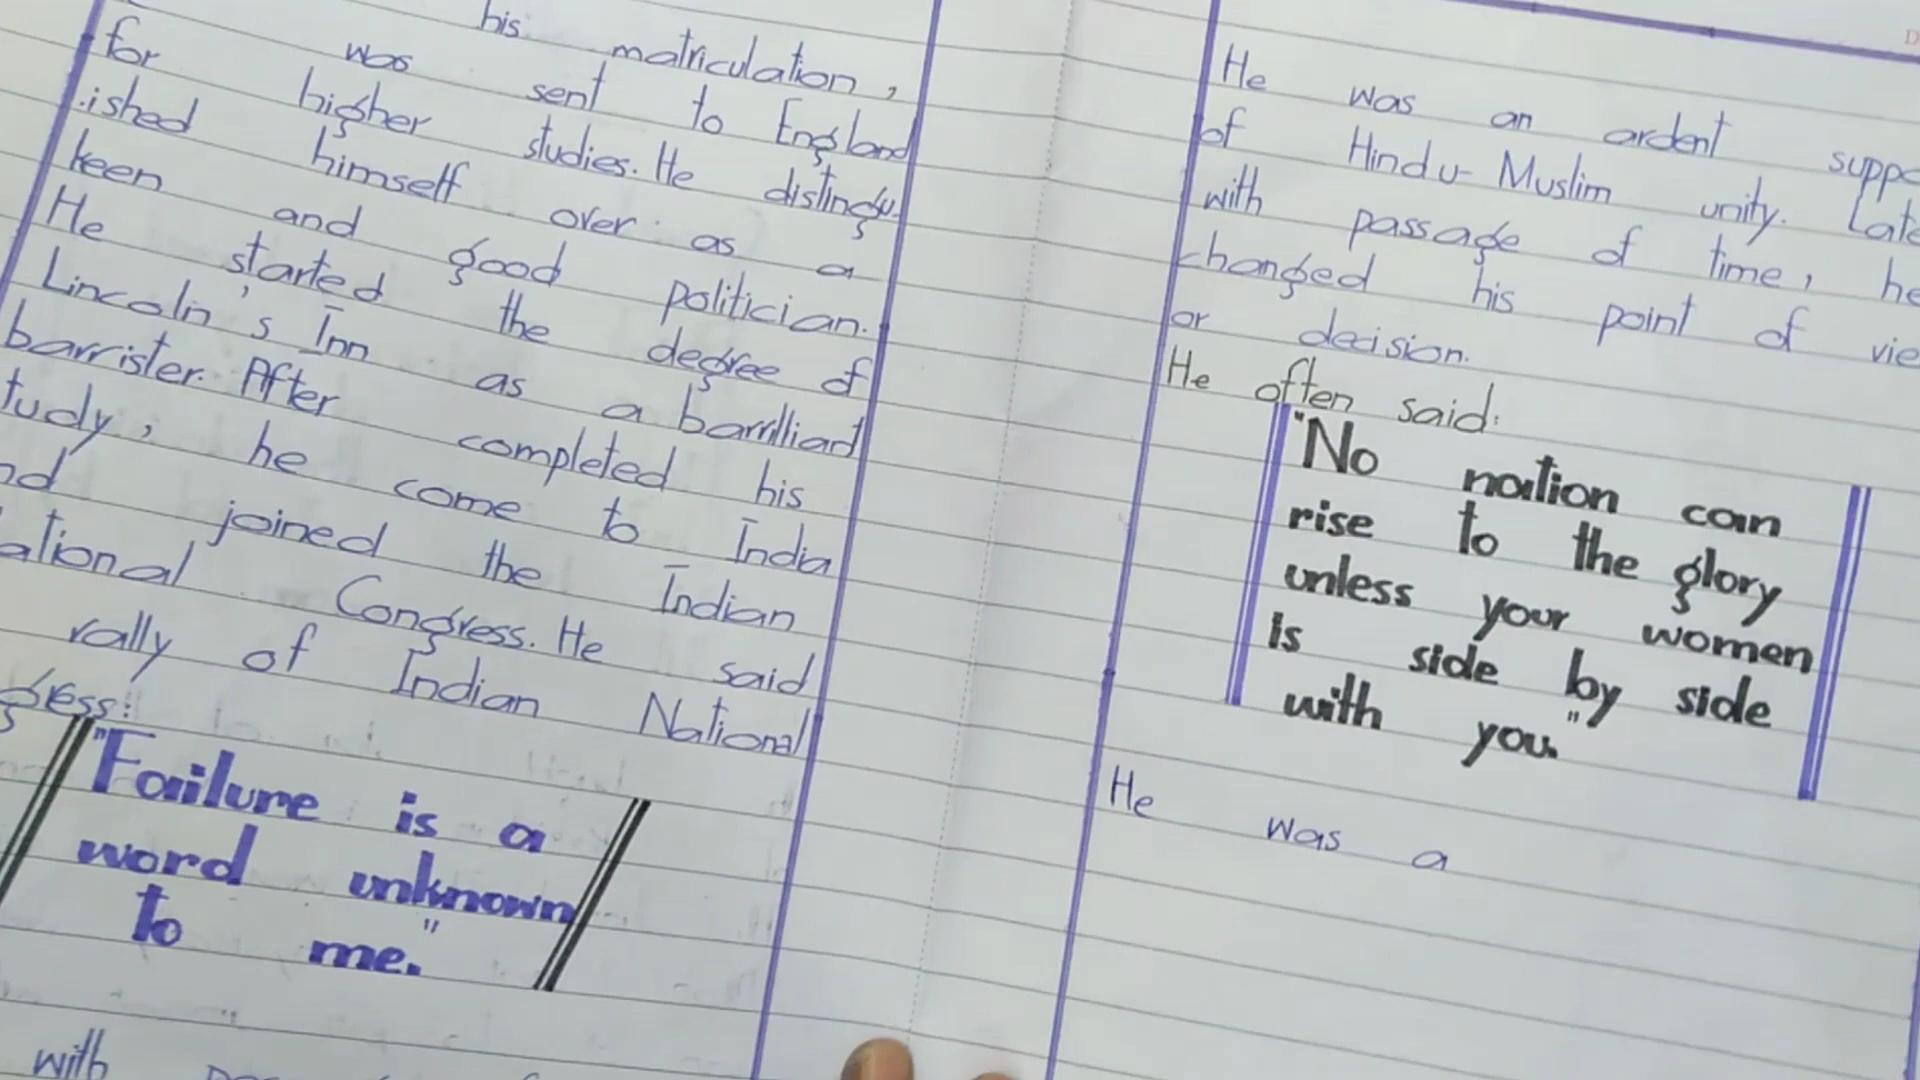 his matriculation,
was sent to England
for higher studies. He distingu-
ished himself over as a
keen and good politician.
He started the degree of
Lincolin's Inn as a barrilliad
barrister. After completed his
tudy, he come to India
nd joined the Indian
ational Congress. He said
rally of Indian National
gress:
"Failure is a
word unknown
to me."
with
He was an ardent suppo
of Hindu-Muslim unity. Late
with passage of time, he
changed his point of vie
or decision.
He often said:
"No nation can
rise to the glory
unless your women
is side by side
with you."
He was a